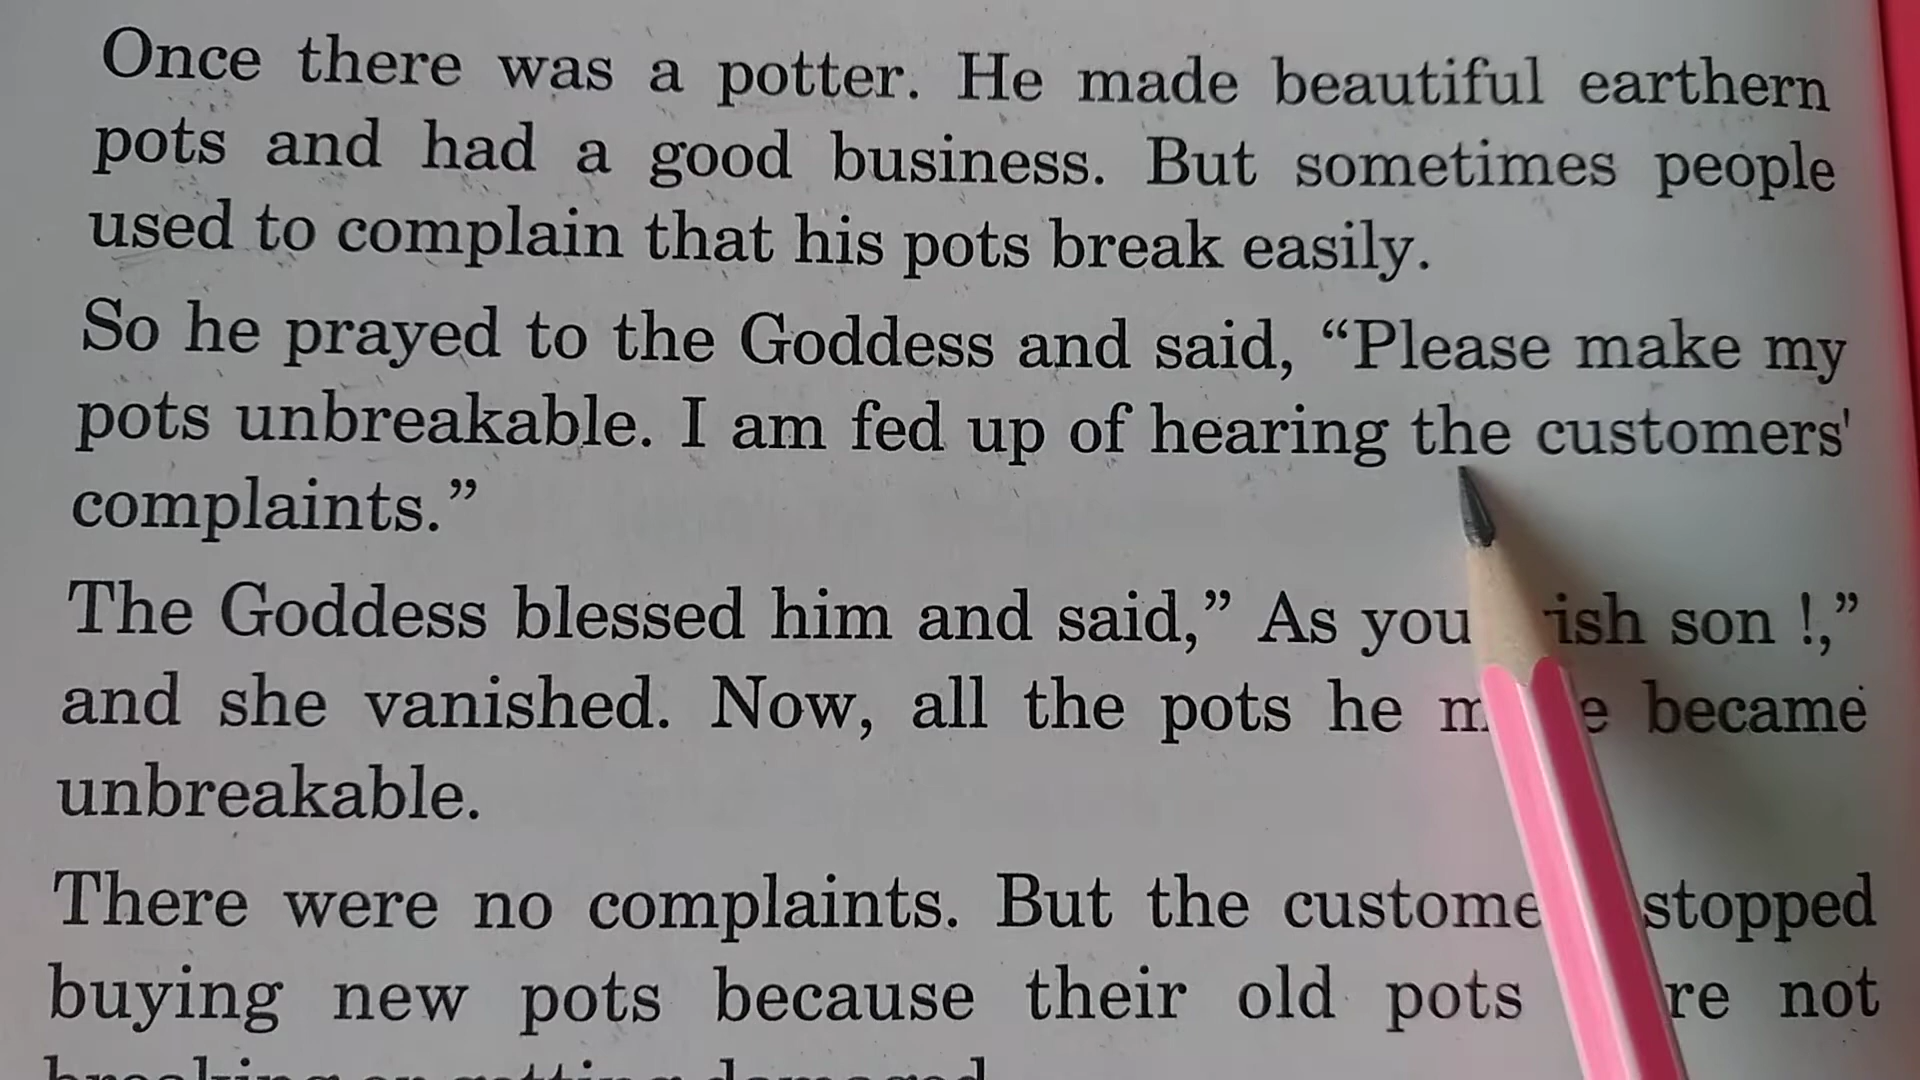 Once there was a potter. He made beautiful earthern
pots and had a good business. But sometimes people
used to complain that his pots break easily.
So he prayed to the Goddess and said, “Please make my
pots unbreakable. I am fed up of hearing the customers'
complaints.”
The Goddess blessed him and said,” As you son !,”
and she vanished. Now, all the pots he became
unbreakable.
There were no complaints. But the stopped
buying new pots because their old pots not
breaking or getting damaged